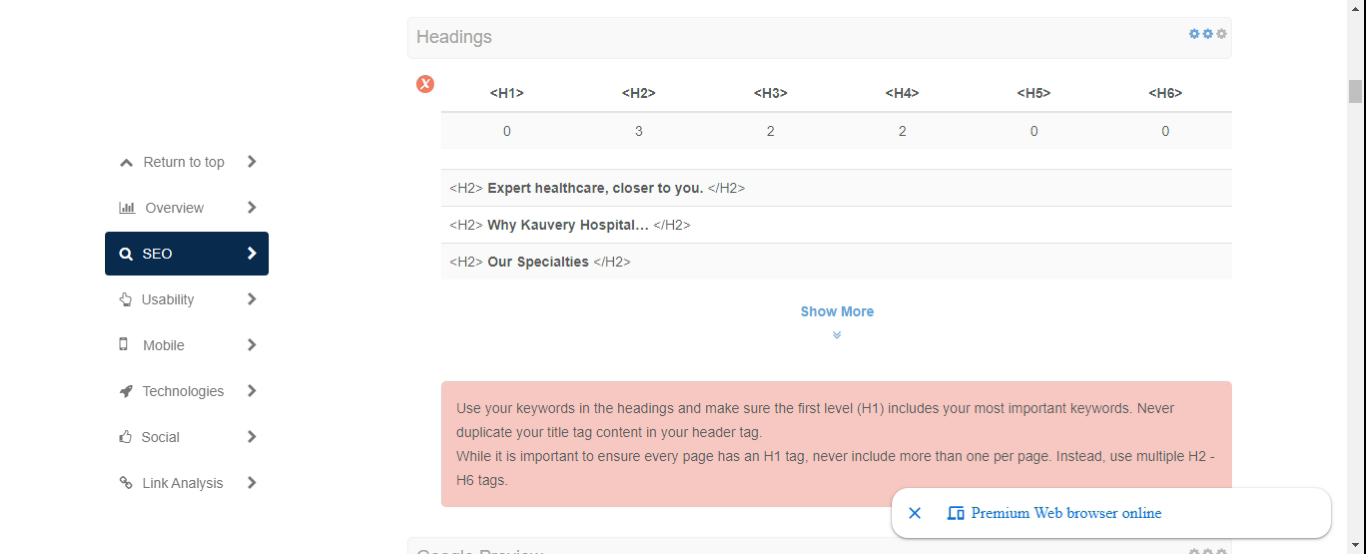 Headings
<H1> <H2> <H3> <H4> <H5> <H6>
0 3 2 2 0 0
Return to top
Overview
SEO
Usability
Mobile
Technologies
Social
Link Analysis
<H2> Expert healthcare, closer to you. </H2>
<H2> Why Kauvery Hospital... </H2>
<H2> Our Specialties </H2>
Show More
Use your keywords in the headings and make sure the first level (H1) includes your most important keywords. Never
duplicate your title tag content in your header tag.
While it is important to ensure every page has an H1 tag, never include more than one per page. Instead, use multiple H2 -
H6 tags.
Premium Web browser online
Google Preview